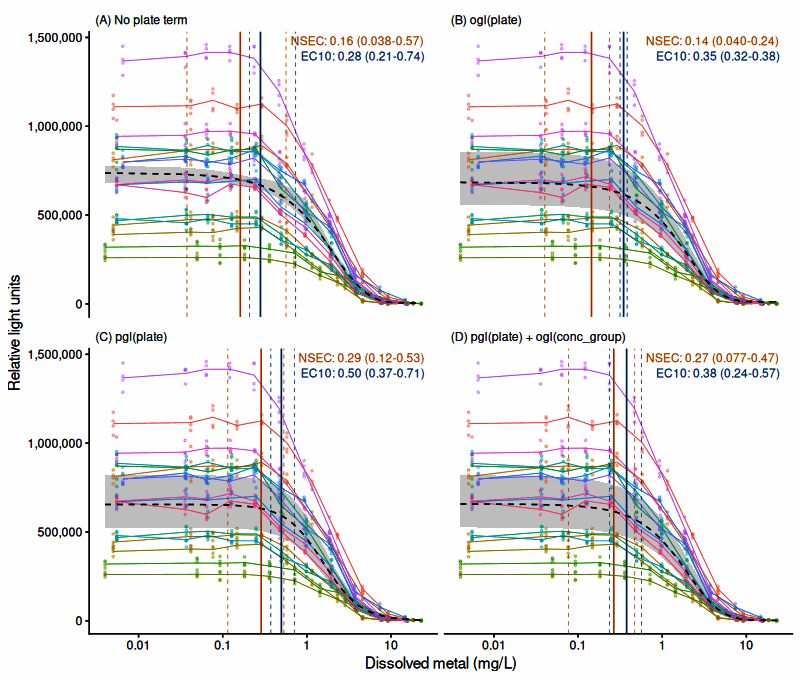 (A) No plate term
(B) ogl(plate)
NSEC: 0.16 (0.038-0.57)
EC10: 0.28 (0.21-0.74)
NSEC: 0.14 (0.040-0.24)
EC10: 0.35 (0.32-0.38)
1,500,000
1,000,000
500,000
0
(C) pgl(plate)
(D) pgl(plate) + ogl(conc_group)
NSEC: 0.29 (0.12-0.53)
EC10: 0.50 (0.37-0.71)
NSEC: 0.27 (0.077-0.47)
EC10: 0.38 (0.24-0.57)
1,500,000
1,000,000
500,000
0
Relative light units
0.01 0.1 1 10
0.01 0.1 1 10
Dissolved metal (mg/L)